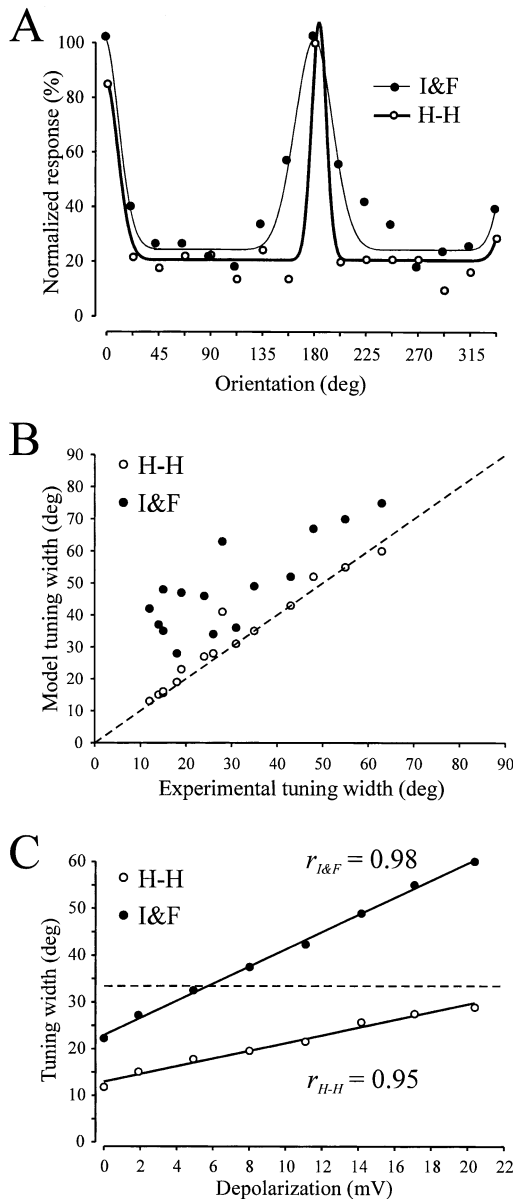 A
Normalized response (%)
100
80
60
40
20
0
I&F
H-H
0 45 90 135 180 225 270 315
Orientation (deg)
B
Model tuning width (deg)
90
80
70
60
50
40
30
20
10
0
H-H
I&F
0 10 20 30 40 50 60 70 80 90
Experimental tuning width (deg)
C
Tuning width (deg)
60
50
40
30
20
10
0
H-H
I&F
r I&F = 0.98
r H-H = 0.95
0 2 4 6 8 10 12 14 16 18 20 22
Depolarization (mV)